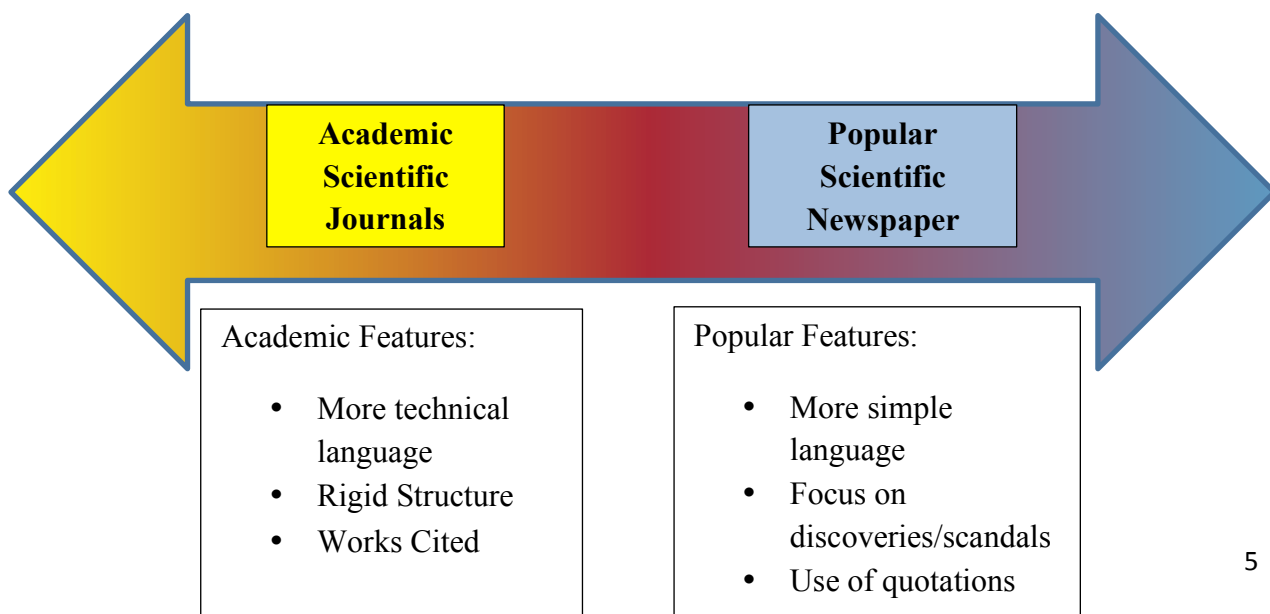 Academic
Scientific
Journals
Popular
Scientific
Newspaper
Academic Features:
• More technical
language
• Rigid Structure
• Works Cited
Popular Features:
• More simple
language
• Focus on
discoveries/scandals
• Use of quotations
5